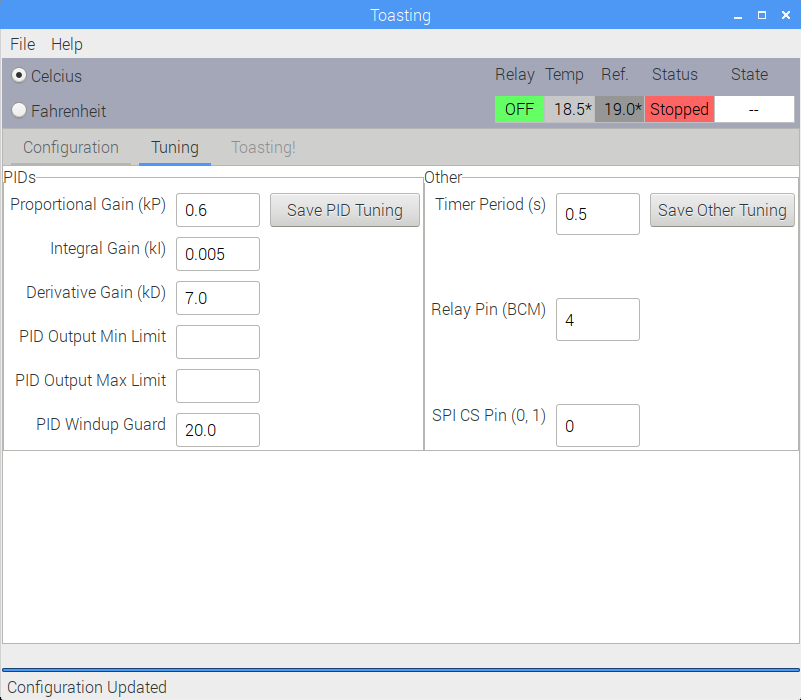 Toasting
File Help
Celcius
Fahrenheit
Relay Temp Ref. Status State
OFF 18.5* 19.0* Stopped --
Configuration Tuning Toasting!
PIDs
Proportional Gain (kP) 0.6 Save PID Tuning
Integral Gain (kI) 0.005
Derivative Gain (kD) 7.0
PID Output Min Limit
PID Output Max Limit
PID Windup Guard 20.0
Other
Timer Period (s) 0.5 Save Other Tuning
Relay Pin (BCM) 4
SPI CS Pin (0, 1) 0
Configuration Updated